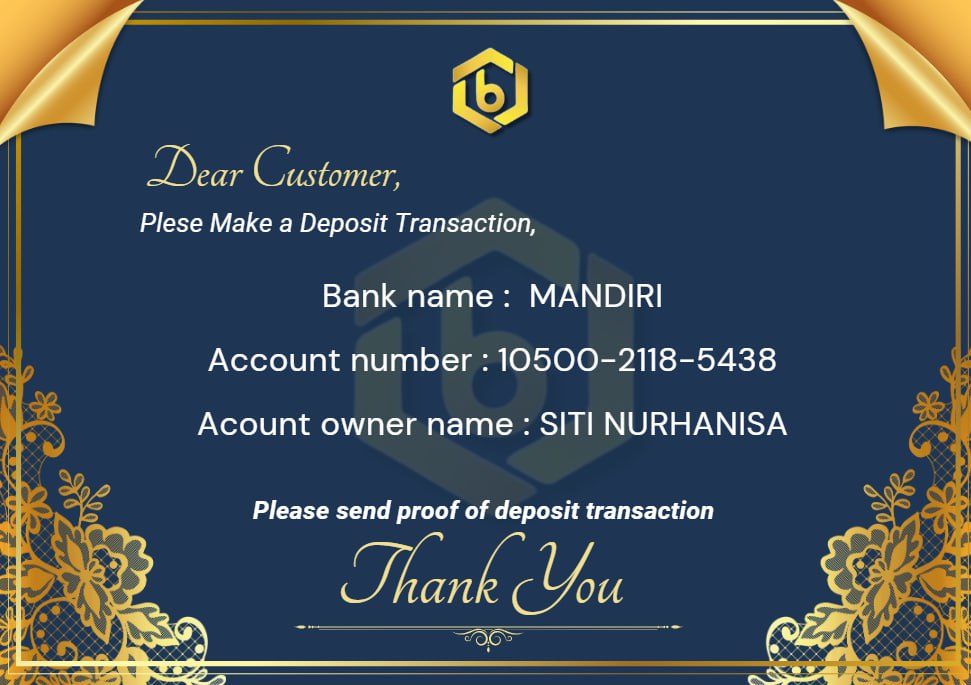 b
Dear Customer,
Plese Make a Deposit Transaction,
Bank name : MANDIRI
Account number : 10500-2118-5438
Acount owner name : SITI NURHANISA
Please send proof of deposit transaction
Thank You